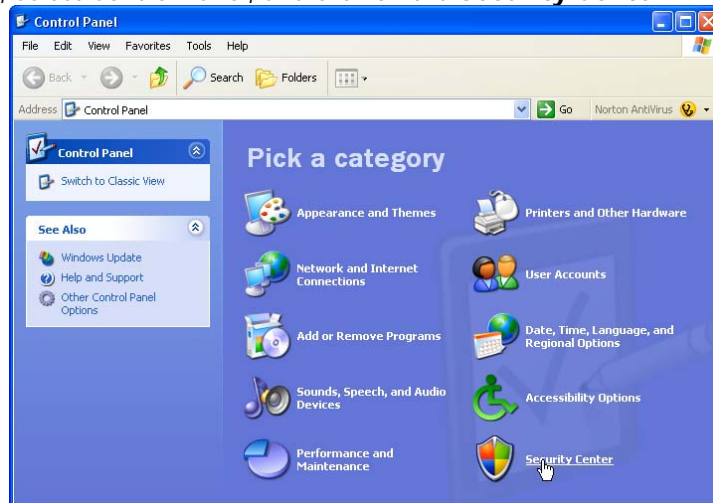 Control Panel
File Edit View Favorites Tools Help
Back Search Folders
Address Control Panel Go Norton AntiVirus
Control Panel
Switch to Classic View
See Also
Windows Update
Help and Support
Other Control Panel
Options
Pick a category
Appearance and Themes
Printers and Other Hardware
Network and Internet
Connections
User Accounts
Add or Remove Programs
Date, Time, Language, and
Regional Options
Sounds, Speech, and Audio
Devices
Accessibility Options
Performance and
Maintenance
Security Center